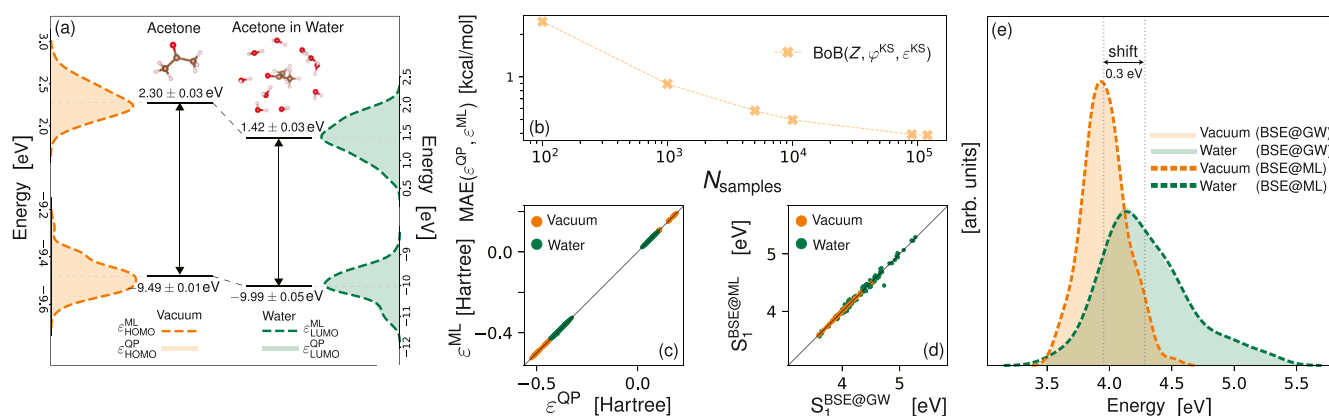 (a)
Acetone
Acetone in Water
2.30 ± 0.03 eV
1.42 ± 0.03 eV
−9.49 ± 0.01 eV
−9.99 ± 0.05 eV
Energy [eV]
3.0
2.5
2.0
−9.2
−9.4
−9.6
Energy [eV]
2.5
2.0
1.5
1.0
0.5
−9
−10
−11
−12
Vacuum
Water
ε^ML_HOMO
ε^ML_LUMO
ε^QP_HOMO
ε^QP_LUMO
MAE(ε^QP, ε^ML) [kcal/mol]
1
BoB(Z, φ^KS, ε^KS)
(b)
10^2
10^3
10^4
10^5
N_samples
Vacuum
Water
ε^ML [Hartree]
0.0
−0.4
(c)
−0.5
0.0
ε^QP [Hartree]
Vacuum
Water
S_1^BSE@ML [eV]
5
4
(d)
4
5
S_1^BSE@GW [eV]
(e)
shift
0.3 eV
Vacuum (BSE@GW)
Water (BSE@GW)
Vacuum (BSE@ML)
Water (BSE@ML)
[arb. units]
3.5
4.0
4.5
5.0
5.5
Energy [eV]